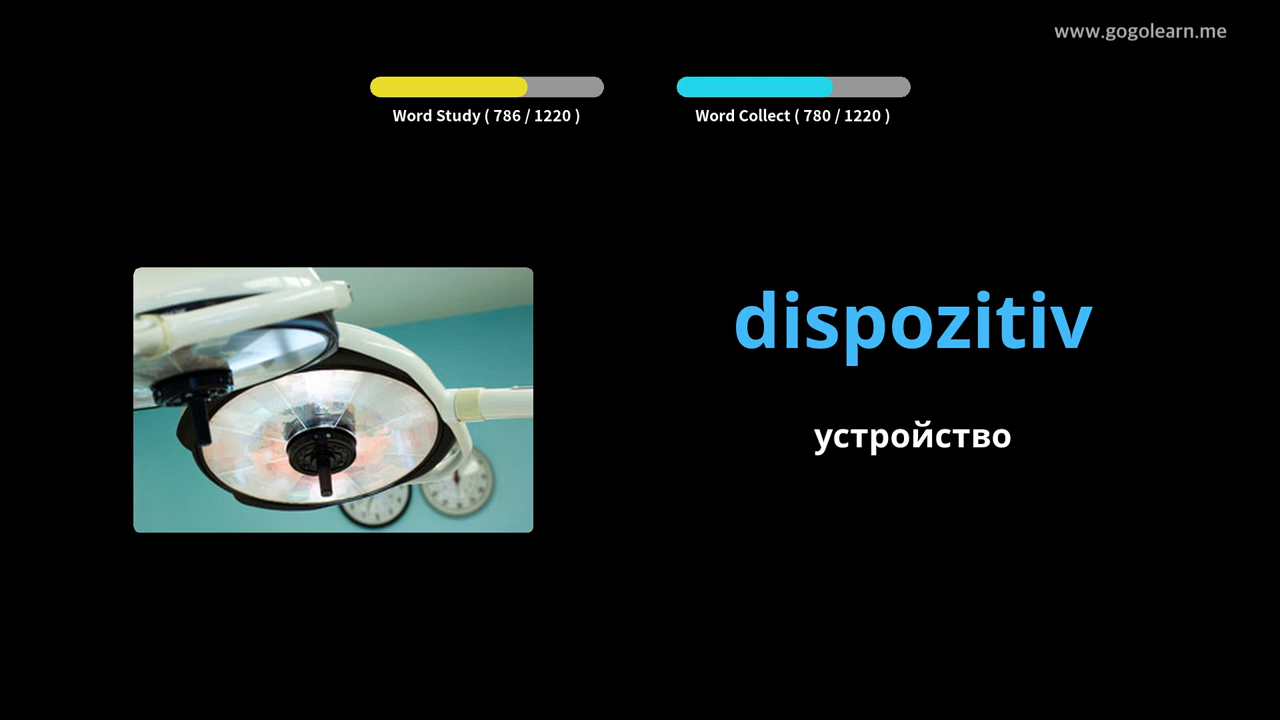 www.gogolearn.me
Word Study ( 786 / 1220 )
Word Collect ( 780 / 1220 )
dispozitiv
устройство